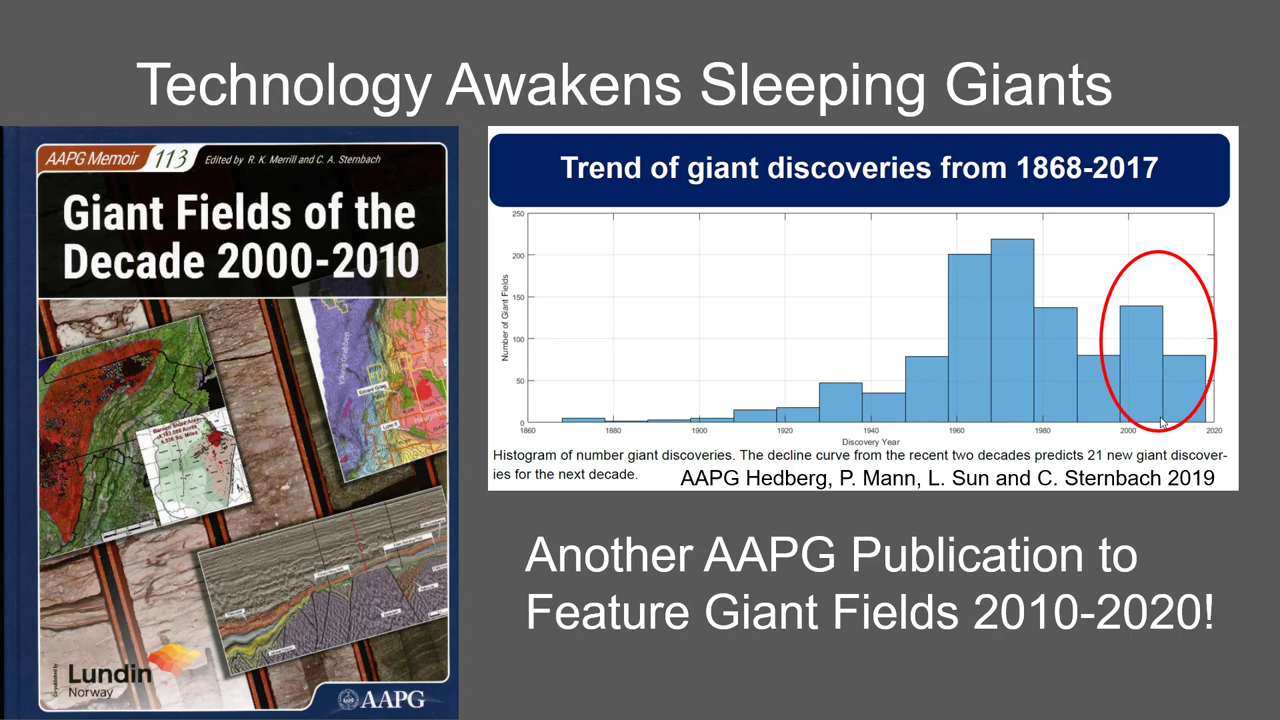 Technology Awakens Sleeping Giants
AAPG Memoir 113 Edited by R. K. Merrill and C. A. Sternbach
Giant Fields of the
Decade 2000-2010
Viking Graben
Lundin
Norway
AAPG
Trend of giant discoveries from 1868-2017
Number of Giant Fields
250
200
150
100
50
0
1860 1880 1900 1920 1940 1960 1980 2000 2020
Discovery Year
Histogram of number giant discoveries. The decline curve from the recent two decades predicts 21 new giant discover-
ies for the next decade.
AAPG Hedberg, P. Mann, L. Sun and C. Sternbach 2019
Another AAPG Publication to
Feature Giant Fields 2010-2020!